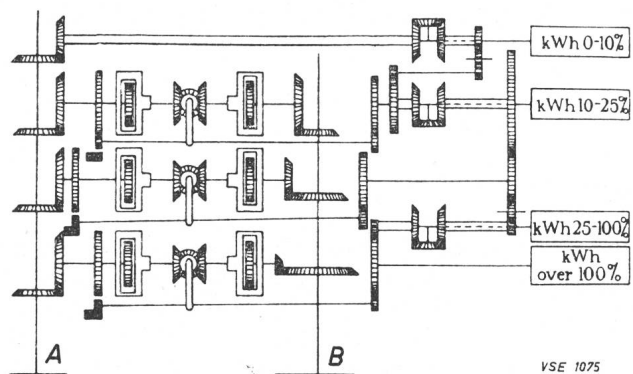 kWh 0-10%
kWh 10-25%
kWh 25-100%
kWh
over 100%
A
B
VSE 1075